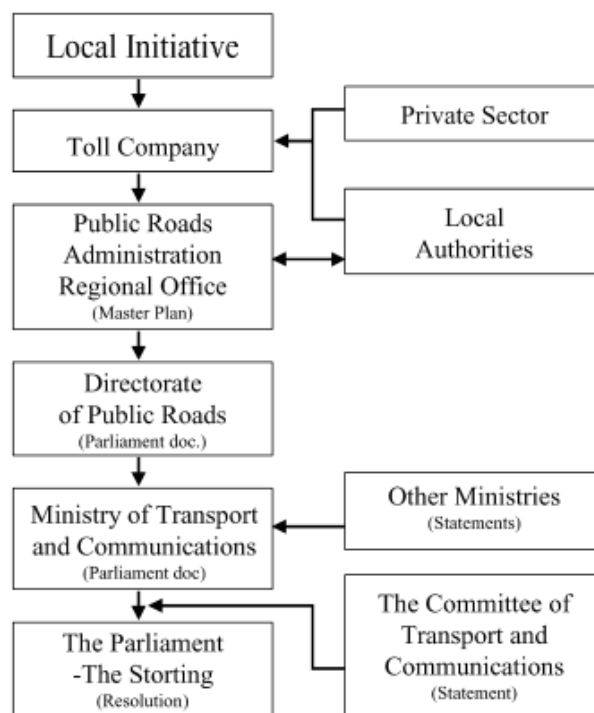 Local Initiative
Toll Company
Private Sector
Public Roads
Administration
Regional Office
(Master Plan)
Local
Authorities
Directorate
of Public Roads
(Parliament doc.)
Ministry of Transport
and Communications
(Parliament doc)
Other Ministries
(Statements)
The Parliament
-The Storting
(Resolution)
The Committee of
Transport and
Communications
(Statement)